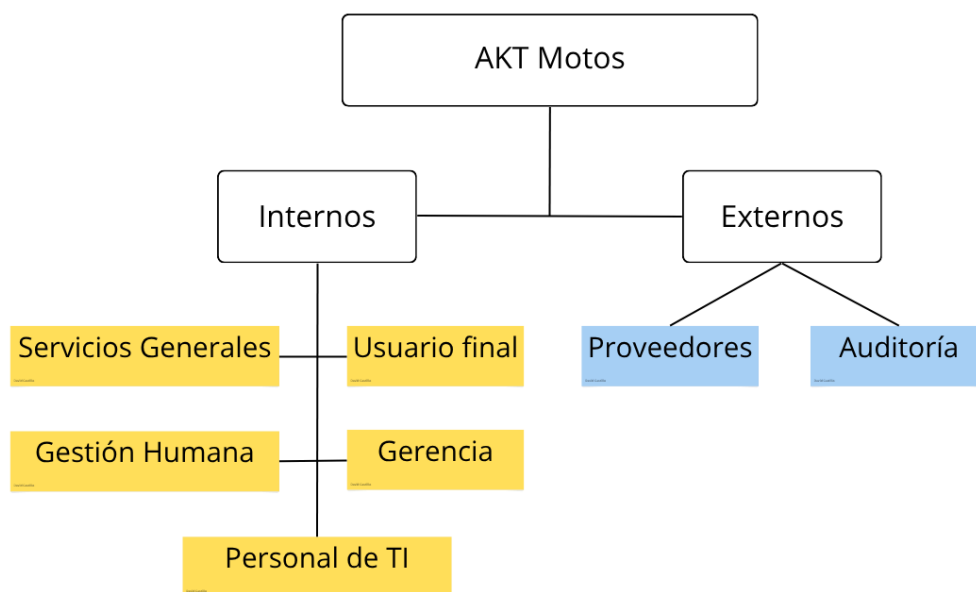 AKT Motos
Internos
Externos
Servicios Generales
Usuario final
Proveedores
Auditoría
Gestión Humana
Gerencia
Personal de TI